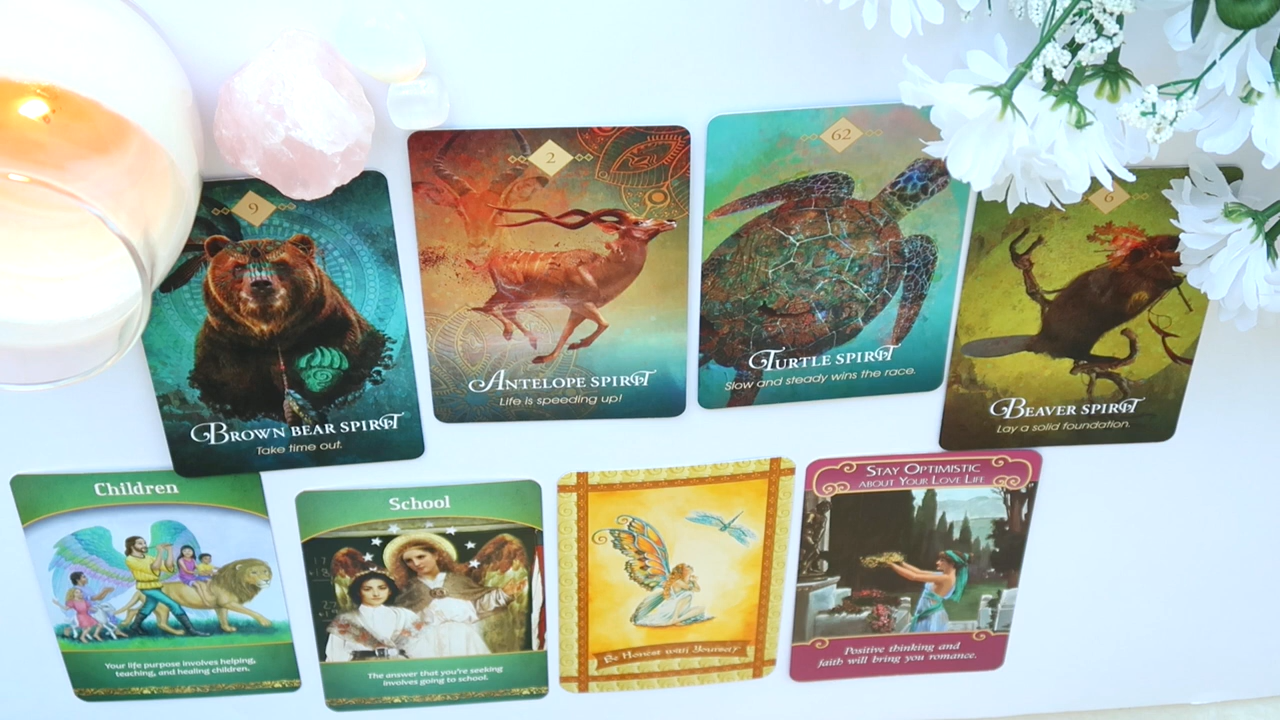 9
BROWN BEAR SPIRIT
Take time out.
2
ANTELOPE SPIRIT
Life is speeding up!
62
TURTLE SPIRIT
Slow and steady wins the race.
6
BEAVER SPIRIT
Lay a solid foundation.
Children
Your life purpose involves helping,
teaching, and healing children.
School
The answer that you're seeking
involves going to school.
Be Honest with Yourself
STAY OPTIMISTIC
ABOUT YOUR LOVE LIFE
Positive thinking and
faith will bring you romance.